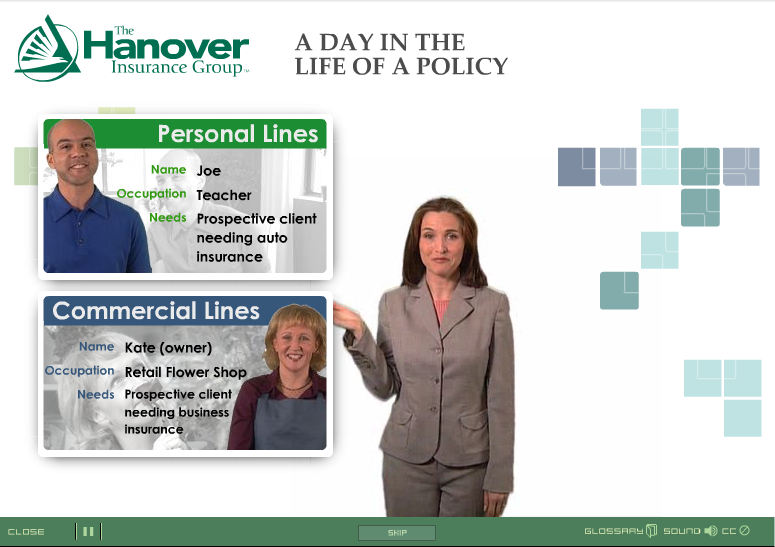 The
Hanover
Insurance Group™
A DAY IN THE
LIFE OF A POLICY
Personal Lines
Name Joe
Occupation Teacher
Needs Prospective client
needing auto
insurance
Commercial Lines
Name Kate (owner)
Occupation Retail Flower Shop
Needs Prospective client
needing business
insurance
CLOSE
SKIP
GLOSSARY SOUND CC